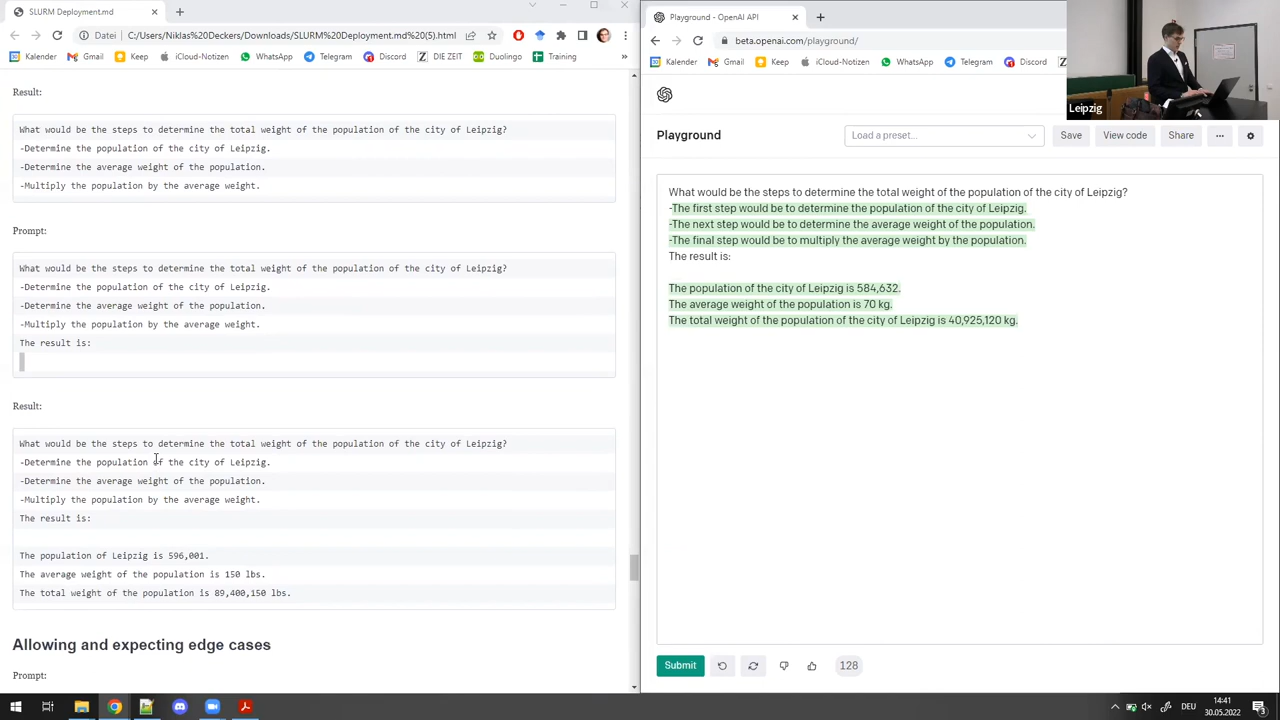 SLURM Deployment.md
Playground - OpenAI API
Datei
C:/Users/Niklas%20Deckers/Downloads/SLURM%20Deployment.md%20(5).html
beta.openai.com/playground/
Kalender
Gmail
Keep
iCloud-Notizen
WhatsApp
Telegram
Discord
DIE ZEIT
Duolingo
Training
»
Kalender
Gmail
Keep
iCloud-Notizen
WhatsApp
Telegram
Discord
Leipzig
Result:
What would be the steps to determine the total weight of the population of the city of Leipzig?
-Determine the population of the city of Leipzig.
-Determine the average weight of the population.
-Multiply the population by the average weight.
Prompt:
What would be the steps to determine the total weight of the population of the city of Leipzig?
-Determine the population of the city of Leipzig.
-Determine the average weight of the population.
-Multiply the population by the average weight.
The result is:
Result:
What would be the steps to determine the total weight of the population of the city of Leipzig?
-Determine the population of the city of Leipzig.
-Determine the average weight of the population.
-Multiply the population by the average weight.
The result is:
The population of Leipzig is 596,001.
The average weight of the population is 150 lbs.
The total weight of the population is 89,400,150 lbs.
Allowing and expecting edge cases
Prompt:
Playground
Load a preset...
Save
View code
Share
What would be the steps to determine the total weight of the population of the city of Leipzig?
-The first step would be to determine the population of the city of Leipzig.
-The next step would be to determine the average weight of the population.
-The final step would be to multiply the average weight by the population.
The result is:
The population of the city of Leipzig is 584,632.
The average weight of the population is 70 kg.
The total weight of the population of the city of Leipzig is 40,925,120 kg.
Submit
128
DEU
14:41
30.05.2022
3